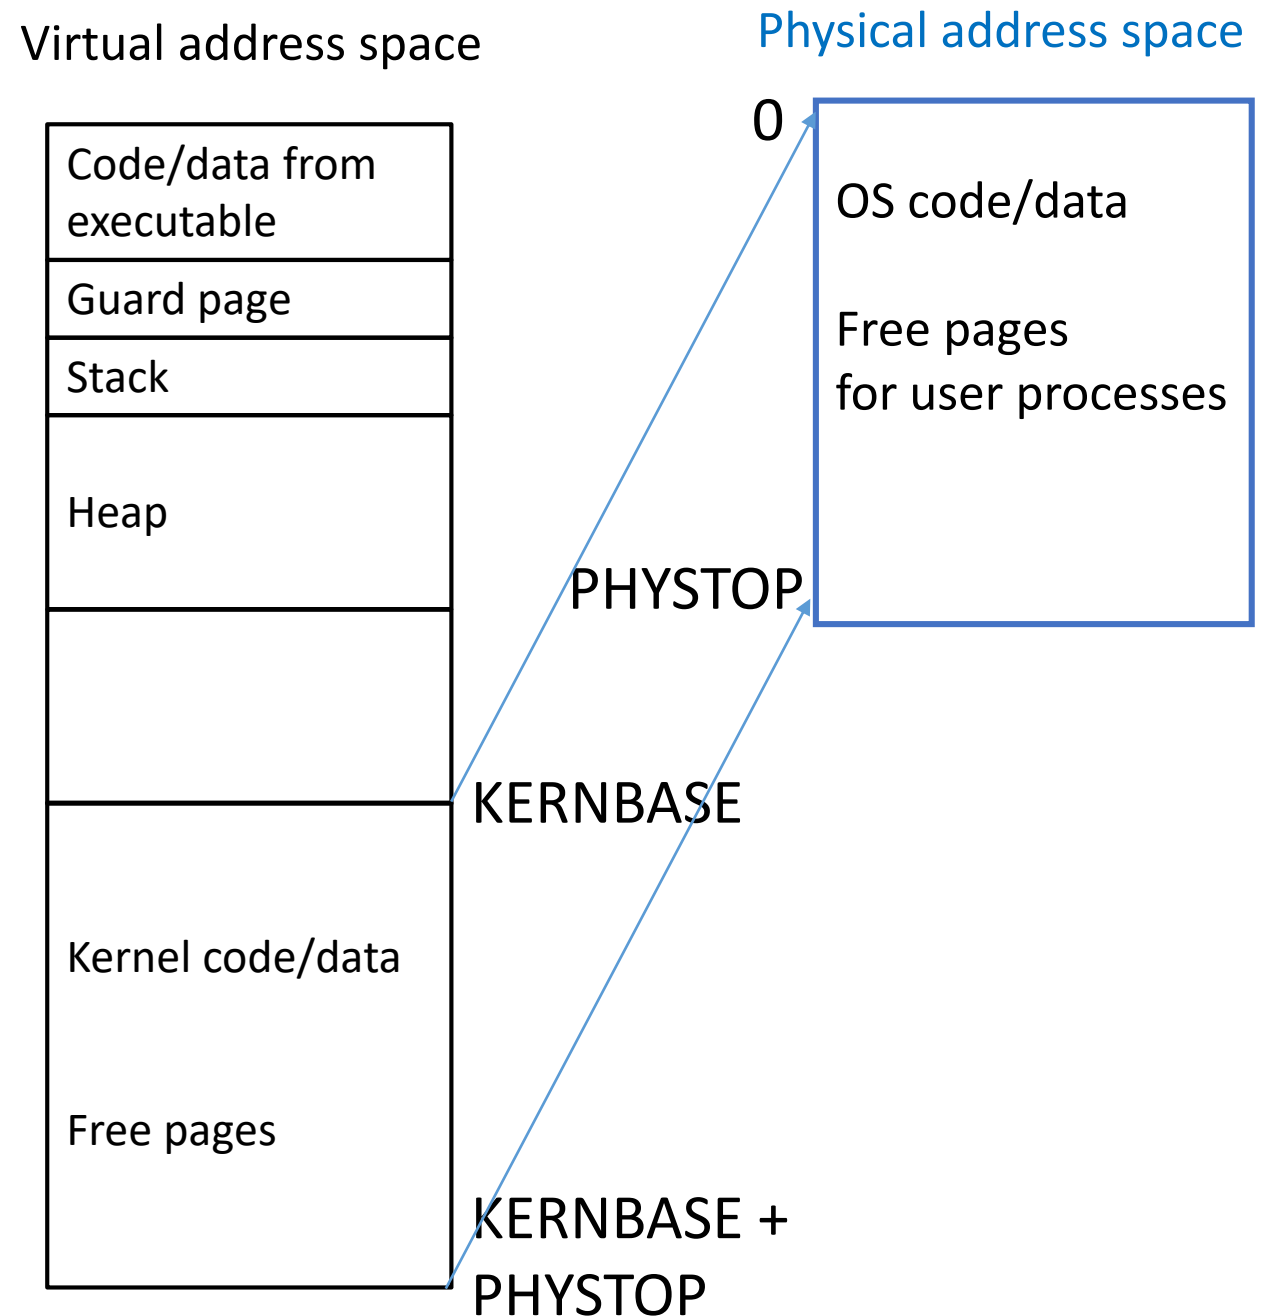 Virtual address space
Code/data from
executable
Guard page
Stack
Heap
Kernel code/data
Free pages
KERNBASE
KERNBASE +
PHYSTOP
Physical address space
0
OS code/data
Free pages
for user processes
PHYSTOP